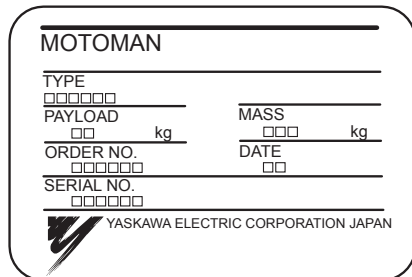 MOTOMAN
TYPE
□□□□□□
PAYLOAD MASS
□□ kg □□□ kg
ORDER NO. DATE
□□□□□□ □□
SERIAL NO.
□□□□□□
YASKAWA ELECTRIC CORPORATION JAPAN